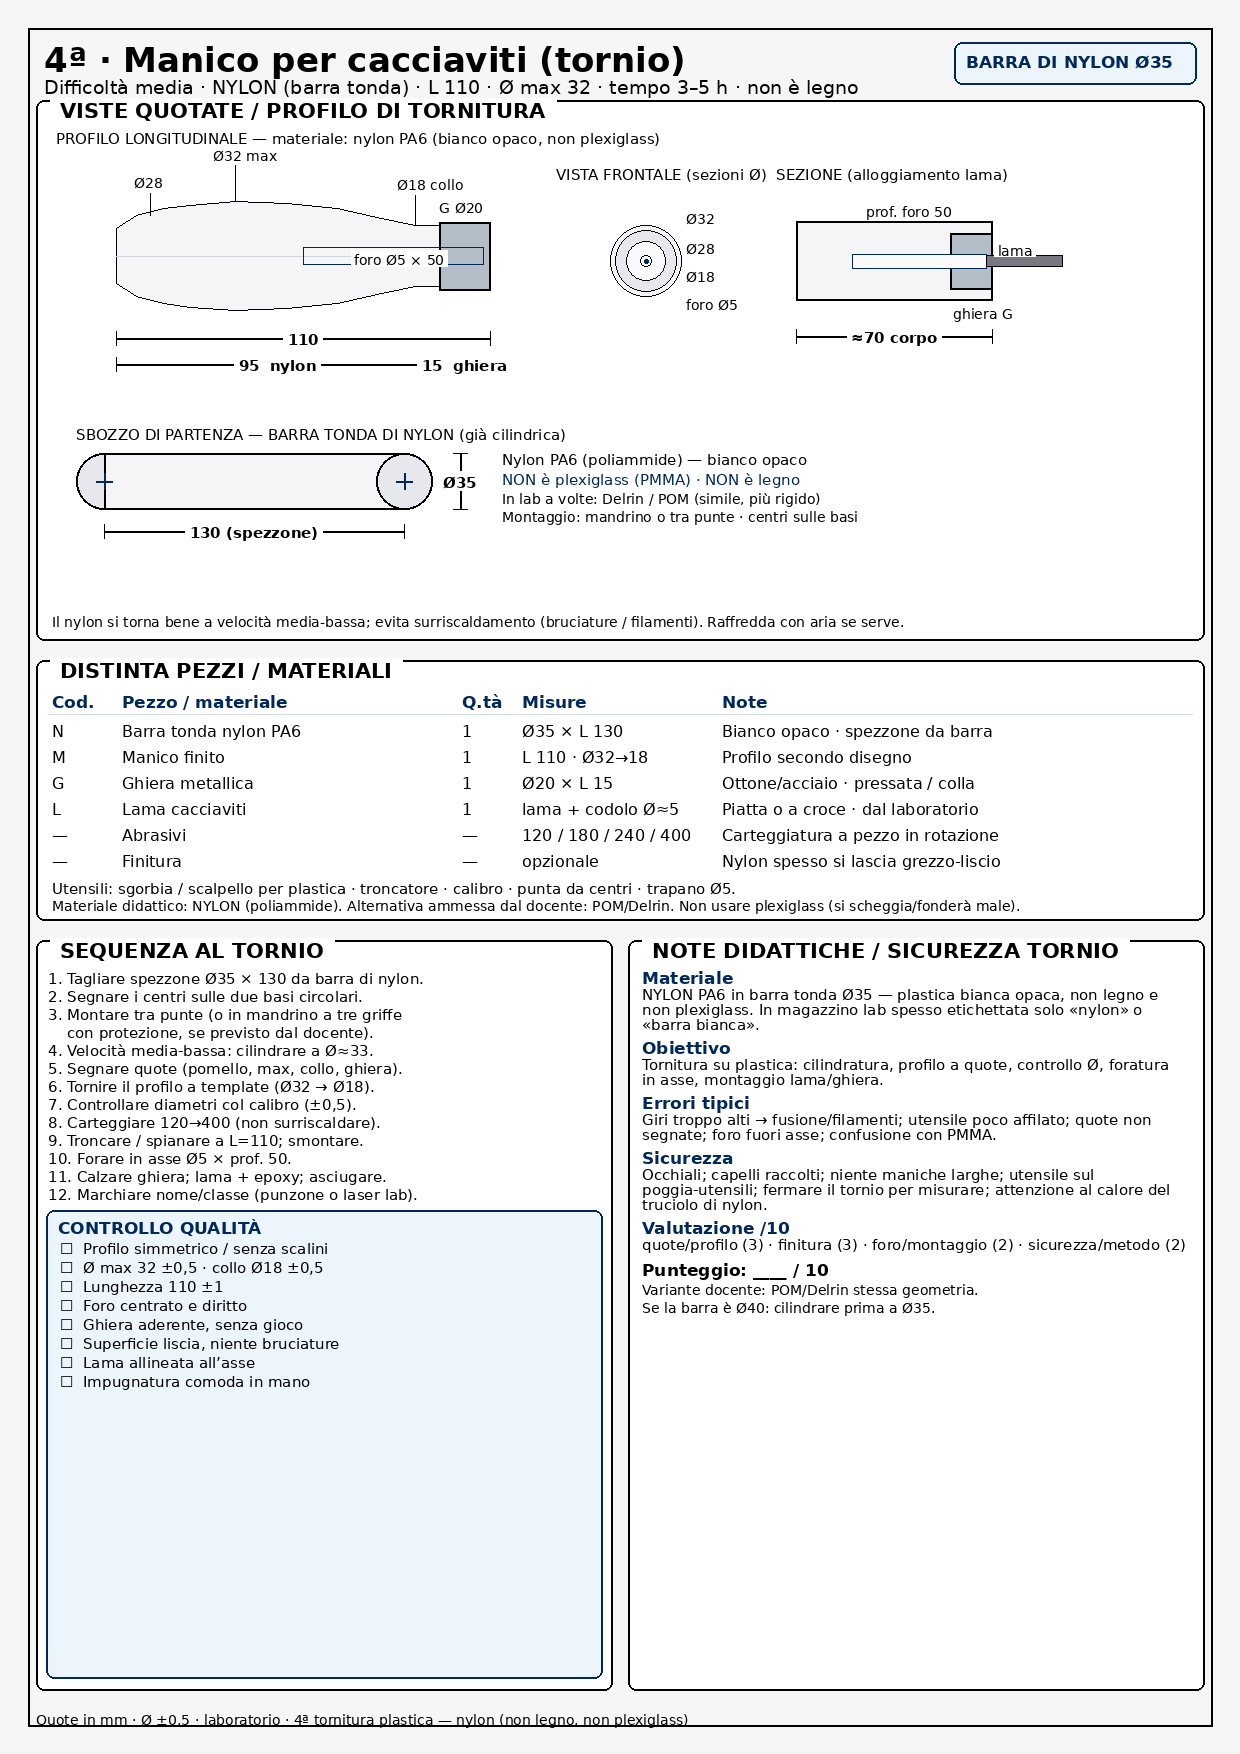 4ª · Manico per cacciaviti (tornio)
BARRA DI NYLON Ø35
Difficoltà media · NYLON (barra tonda) · L 110 · Ø max 32 · tempo 3–5 h · non è legno
VISTE QUOTATE / PROFILO DI TORNITURA
PROFILO LONGITUDINALE — materiale: nylon PA6 (bianco opaco, non plexiglass)
Ø32 max
Ø28
Ø18 collo
G Ø20
foro Ø5 × 50
110
95 nylon
15 ghiera
VISTA FRONTALE (sezioni Ø)
Ø32
Ø28
Ø18
foro Ø5
SEZIONE (alloggiamento lama)
prof. foro 50
lama
ghiera G
≈70 corpo
SBOZZO DI PARTENZA — BARRA TONDA DI NYLON (già cilindrica)
Ø35
130 (spezzone)
Nylon PA6 (poliammide) — bianco opaco
NON è plexiglass (PMMA) · NON è legno
In lab a volte: Delrin / POM (simile, più rigido)
Montaggio: mandrino o tra punte · centri sulle basi
Il nylon si torna bene a velocità media-bassa; evita surriscaldamento (bruciature / filamenti). Raffredda con aria se serve.
DISTINTA PEZZI / MATERIALI
Cod. Pezzo / materiale Q.tà Misure Note
N Barra tonda nylon PA6 1 Ø35 × L 130 Bianco opaco · spezzone da barra
M Manico finito 1 L 110 · Ø32→18 Profilo secondo disegno
G Ghiera metallica 1 Ø20 × L 15 Ottone/acciaio · pressata / colla
L Lama cacciaviti 1 lama + codolo Ø≈5 Piatta o a croce · dal laboratorio
— Abrasivi — 120 / 180 / 240 / 400 Carteggiatura a pezzo in rotazione
— Finitura — opzionale Nylon spesso si lascia grezzo-liscio
Utensili: sgorbia / scalpello per plastica · troncatore · calibro · punta da centri · trapano Ø5.
Materiale didattico: NYLON (poliammide). Alternativa ammessa dal docente: POM/Delrin. Non usare plexiglass (si scheggia/fonderà male).
SEQUENZA AL TORNIO
1. Tagliare spezzone Ø35 × 130 da barra di nylon.
2. Segnare i centri sulle due basi circolari.
3. Montare tra punte (o in mandrino a tre griffe
con protezione, se previsto dal docente).
4. Velocità media-bassa: cilindrare a Ø≈33.
5. Segnare quote (pomello, max, collo, ghiera).
6. Tornire il profilo a template (Ø32 → Ø18).
7. Controllare diametri col calibro (±0,5).
8. Carteggiare 120→400 (non surriscaldare).
9. Troncare / spianare a L=110; smontare.
10. Forare in asse Ø5 × prof. 50.
11. Calzare ghiera; lama + epoxy; asciugare.
12. Marchiare nome/classe (punzone o laser lab).
CONTROLLO QUALITÀ
☐ Profilo simmetrico / senza scalini
☐ Ø max 32 ±0,5 · collo Ø18 ±0,5
☐ Lunghezza 110 ±1
☐ Foro centrato e diritto
☐ Ghiera aderente, senza gioco
☐ Superficie liscia, niente bruciature
☐ Lama allineata all’asse
☐ Impugnatura comoda in mano
NOTE DIDATTICHE / SICUREZZA TORNIO
Materiale
NYLON PA6 in barra tonda Ø35 — plastica bianca opaca, non legno e
non plexiglass. In magazzino lab spesso etichettata solo «nylon» o
«barra bianca».
Obiettivo
Tornitura su plastica: cilindratura, profilo a quote, controllo Ø, foratura
in asse, montaggio lama/ghiera.
Errori tipici
Giri troppo alti → fusione/filamenti; utensile poco affilato; quote non
segnate; foro fuori asse; confusione con PMMA.
Sicurezza
Occhiali; capelli raccolti; niente maniche larghe; utensile sul
poggia-utensili; fermare il tornio per misurare; attenzione al calore del
truciolo di nylon.
Valutazione /10
quote/profilo (3) · finitura (3) · foro/montaggio (2) · sicurezza/metodo (2)
Punteggio: ____ / 10
Variante docente: POM/Delrin stessa geometria.
Se la barra è Ø40: cilindrare prima a Ø35.
Quote in mm · Ø ±0,5 · laboratorio · 4ª tornitura plastica — nylon (non legno, non plexiglass)